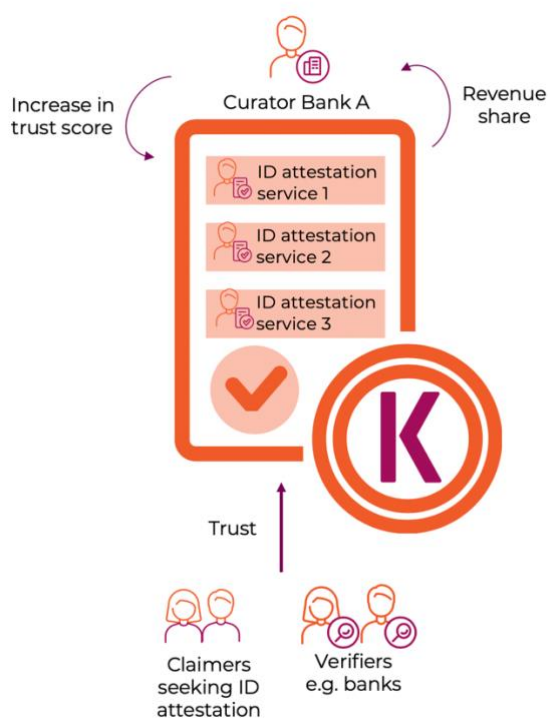 Curator Bank A
Increase in
trust score
Revenue
share
ID attestation
service 1
ID attestation
service 2
ID attestation
service 3
K
Trust
Claimers
seeking ID
attestation
Verifiers
e.g. banks